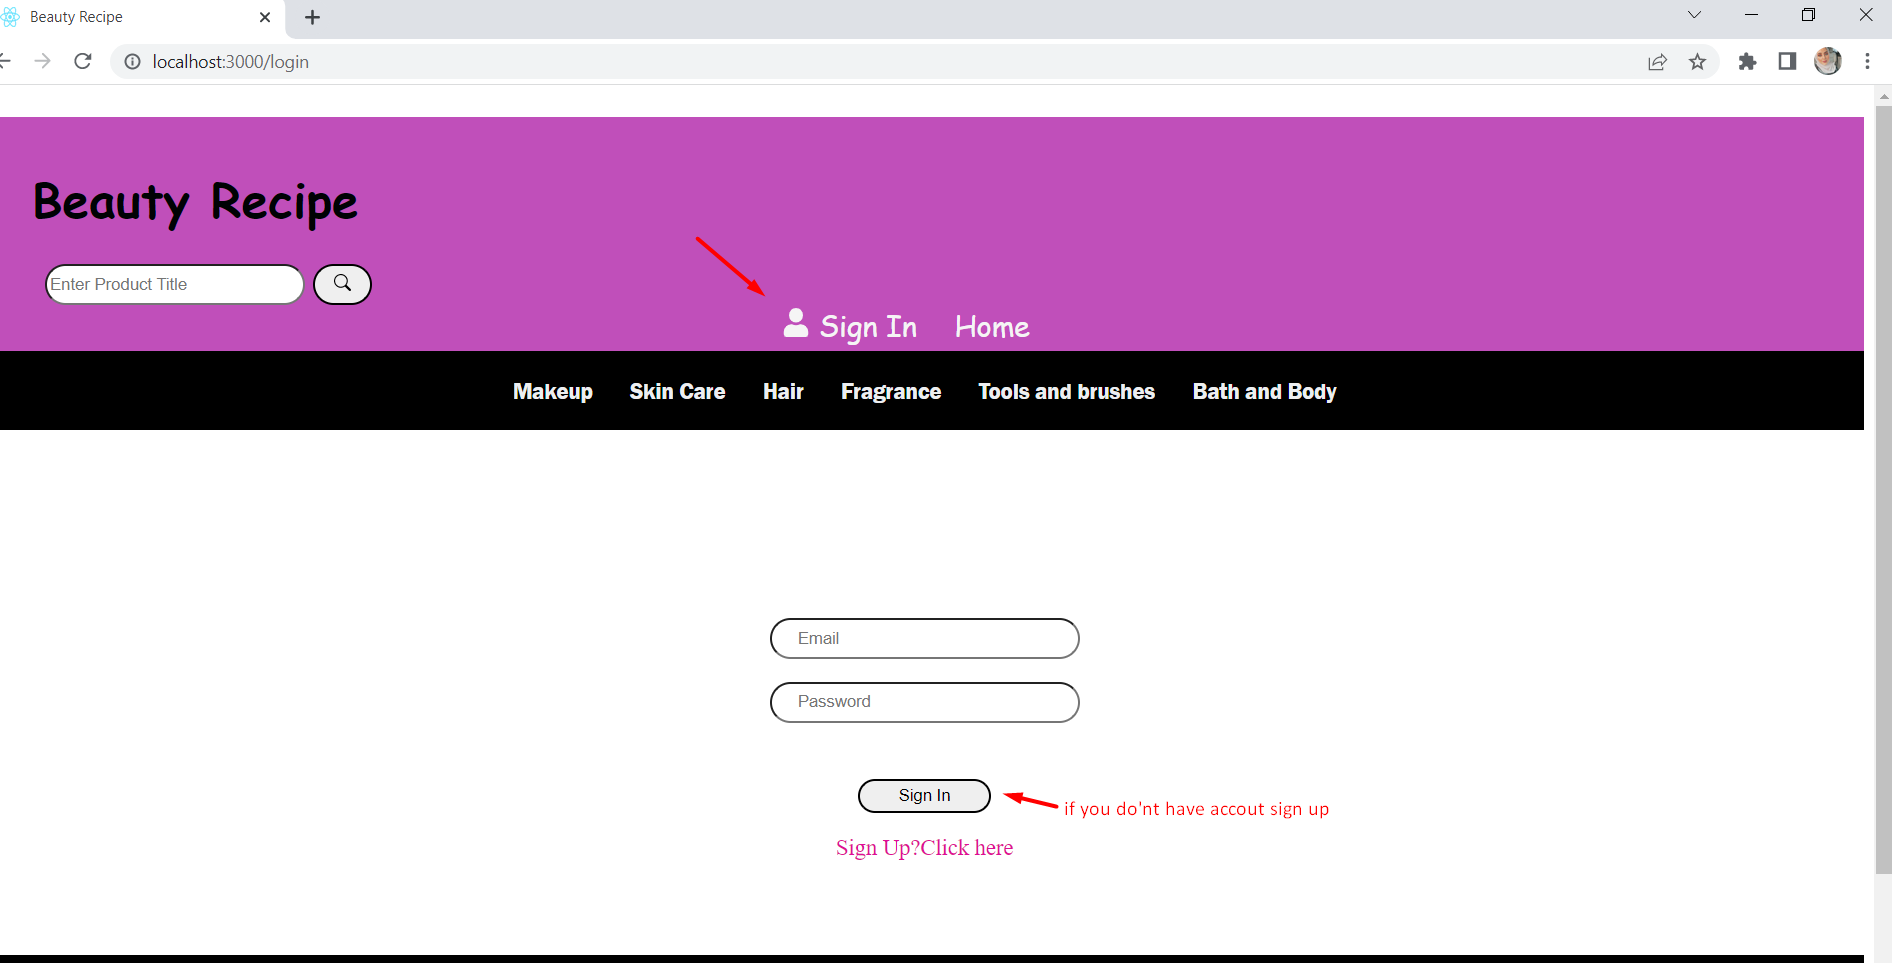 Beauty Recipe
localhost:3000/login
Beauty Recipe
Enter Product Title
Sign In Home
Makeup Skin Care Hair Fragrance Tools and brushes Bath and Body
Email
Password
Sign In
if you do'nt have accout sign up
Sign Up?Click here